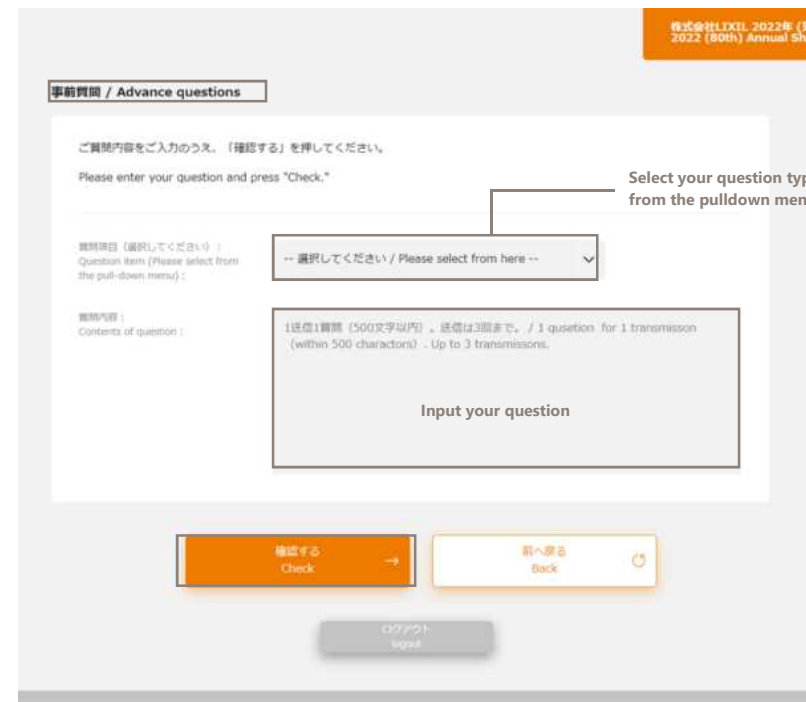 株式会社LIXIL 2022年
2022 (80th) Annual
事前質問 / Advance questions
ご質問内容をご入力のうえ、「確認する」を押してください。
Please enter your question and press "Check."
Select your question
from the pulldown
質問項目（選択してください）：
Question item (Please select from
the pull-down menu) :
-- 選択してください / Please select from here --
質問内容：
Contents of question :
1送信1質問（500文字以内）、送信は3回まで。 / 1 qusetion for 1 transmisson
（within 500 charactors）. Up to 3 transmissons.
Input your question
確認する
Check
前へ戻る
Back
ログアウト
logout